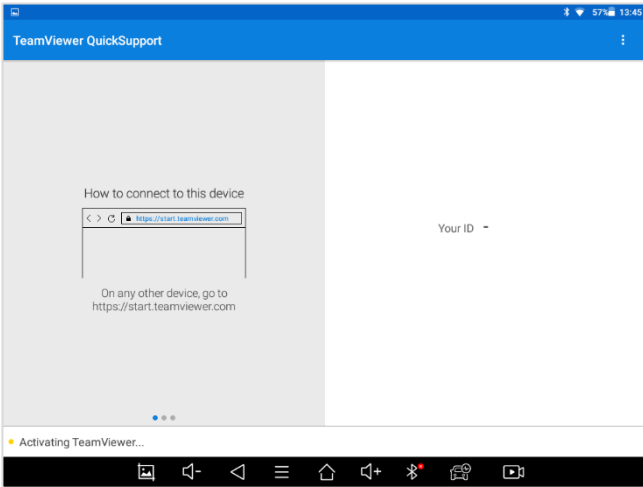 57% 13:45
TeamViewer QuickSupport
How to connect to this device
https://start.teamviewer.com
On any other device, go to
https://start.teamviewer.com
Your ID -
Activating TeamViewer...